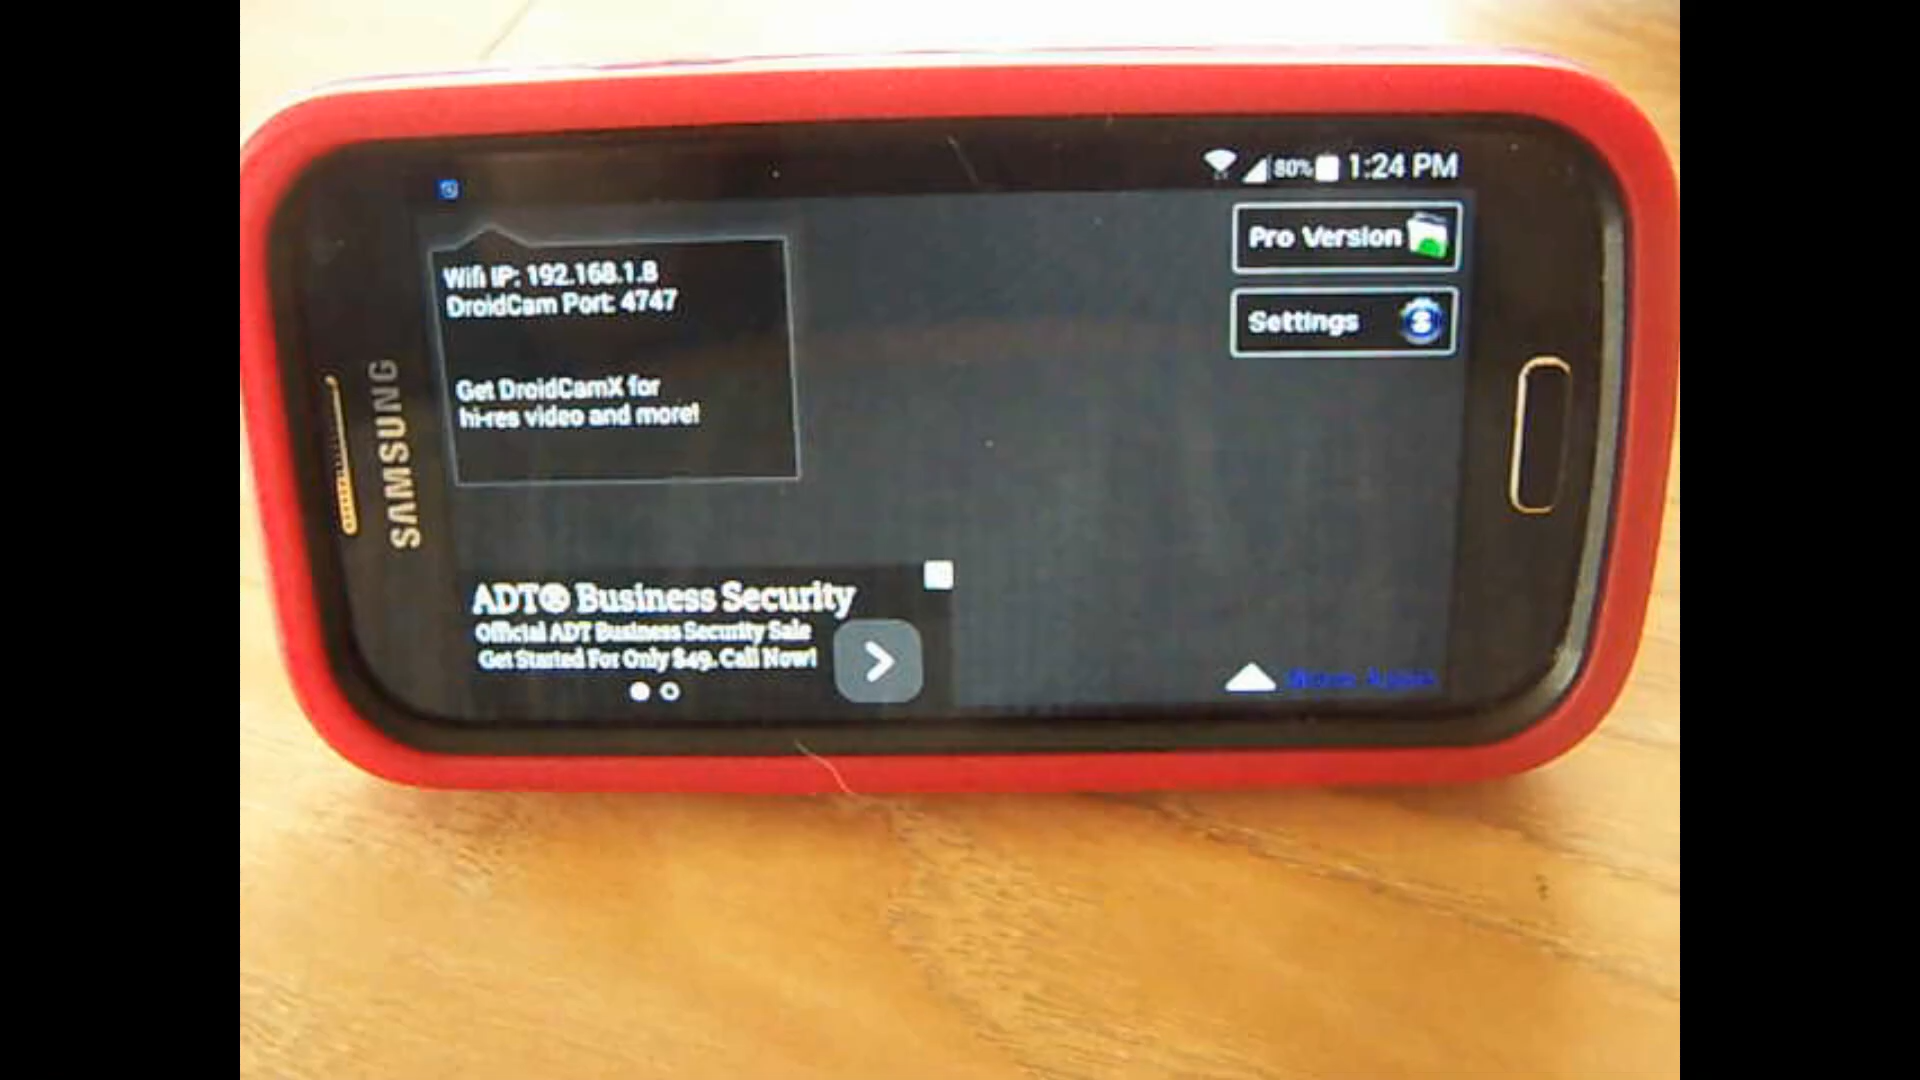 80% 1:24 PM
Pro Version
Wifi IP: 192.168.1.8
DroidCam Port: 4747
Settings
Get DroidCamX for
hi-res video and more!
SAMSUNG
ADT® Business Security
Official ADT Business Security Sale
Get Started For Only $49. Call Now!